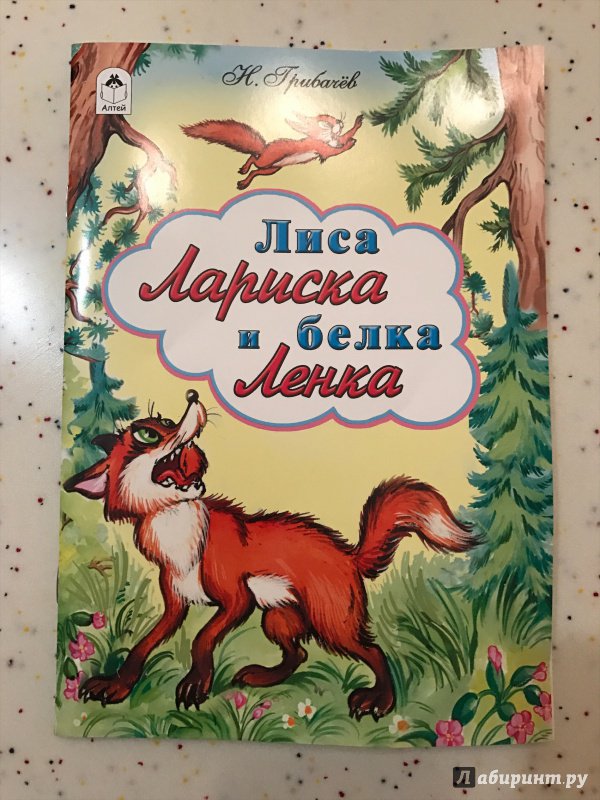 Н. Грибачёв
Алтей
Лиса
Лариска
и белка
Ленка
Лабиринт.ру